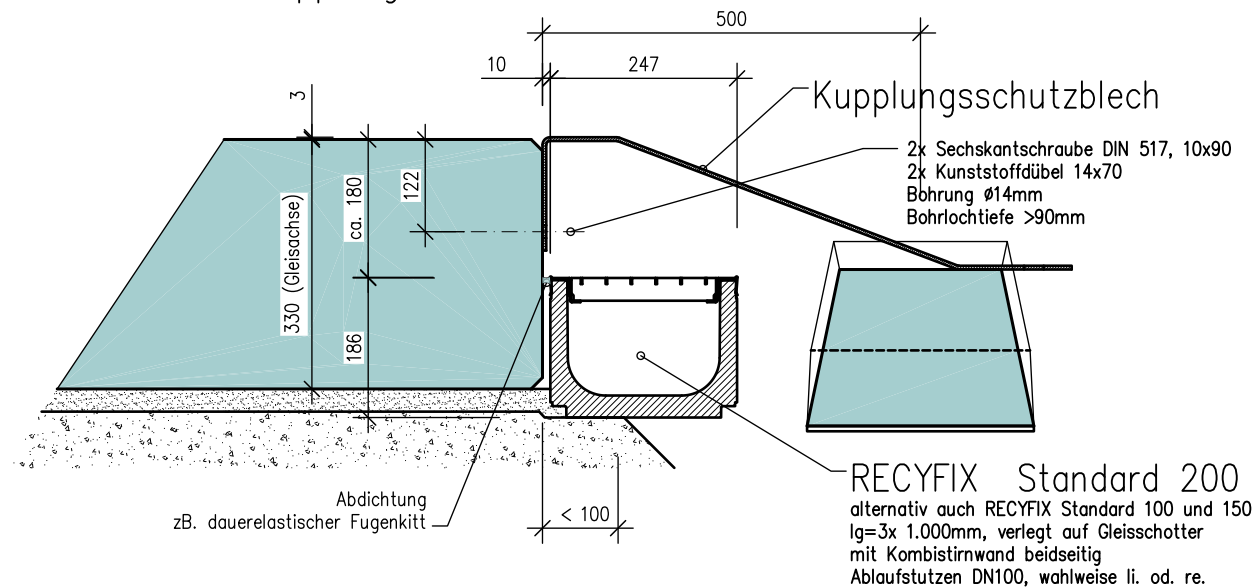 500
10
247
Kupplungsschutzblech
3
2x Sechskantschraube DIN 517, 10x90
2x Kunststoffdübel 14x70
Bohrung ø14mm
Bohrlochtiefe >90mm
122
ca. 180
330 (Gleisachse)
186
RECYFIX Standard 200
alternativ auch RECYFIX Standard 100 und 150
lg=3x 1.000mm, verlegt auf Gleisschotter
mit Kombistirnwand beidseitig
Ablaufstutzen DN100, wahlweise li. od. re.
Abdichtung
zB. dauerelastischer Fugenkitt
< 100